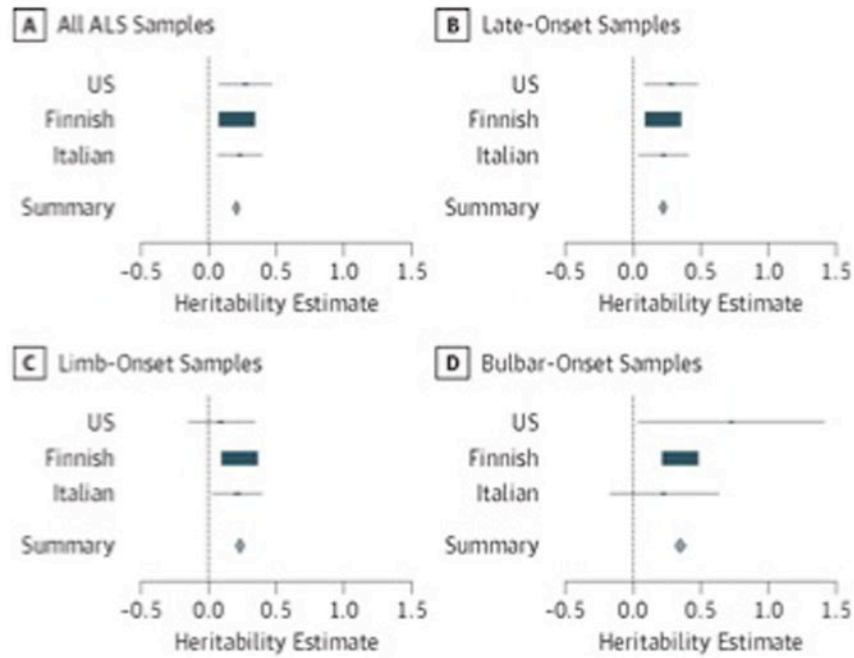 A All ALS Samples
US
Finnish
Italian
Summary
-0.5 0.0 0.5 1.0 1.5
Heritability Estimate
B Late-Onset Samples
US
Finnish
Italian
Summary
-0.5 0.0 0.5 1.0 1.5
Heritability Estimate
C Limb-Onset Samples
US
Finnish
Italian
Summary
-0.5 0.0 0.5 1.0 1.5
Heritability Estimate
D Bulbar-Onset Samples
US
Finnish
Italian
Summary
-0.5 0.0 0.5 1.0 1.5
Heritability Estimate